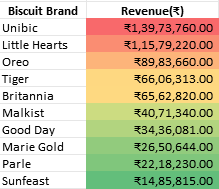 Biscuit Brand Revenue(₹)
Unibic ₹1,39,73,760.00
Little Hearts ₹1,15,79,220.00
Oreo ₹89,83,660.00
Tiger ₹66,06,313.00
Britannia ₹65,62,820.00
Malkist ₹40,71,340.00
Good Day ₹34,36,081.00
Marie Gold ₹26,50,644.00
Parle ₹22,18,230.00
Sunfeast ₹14,85,815.00